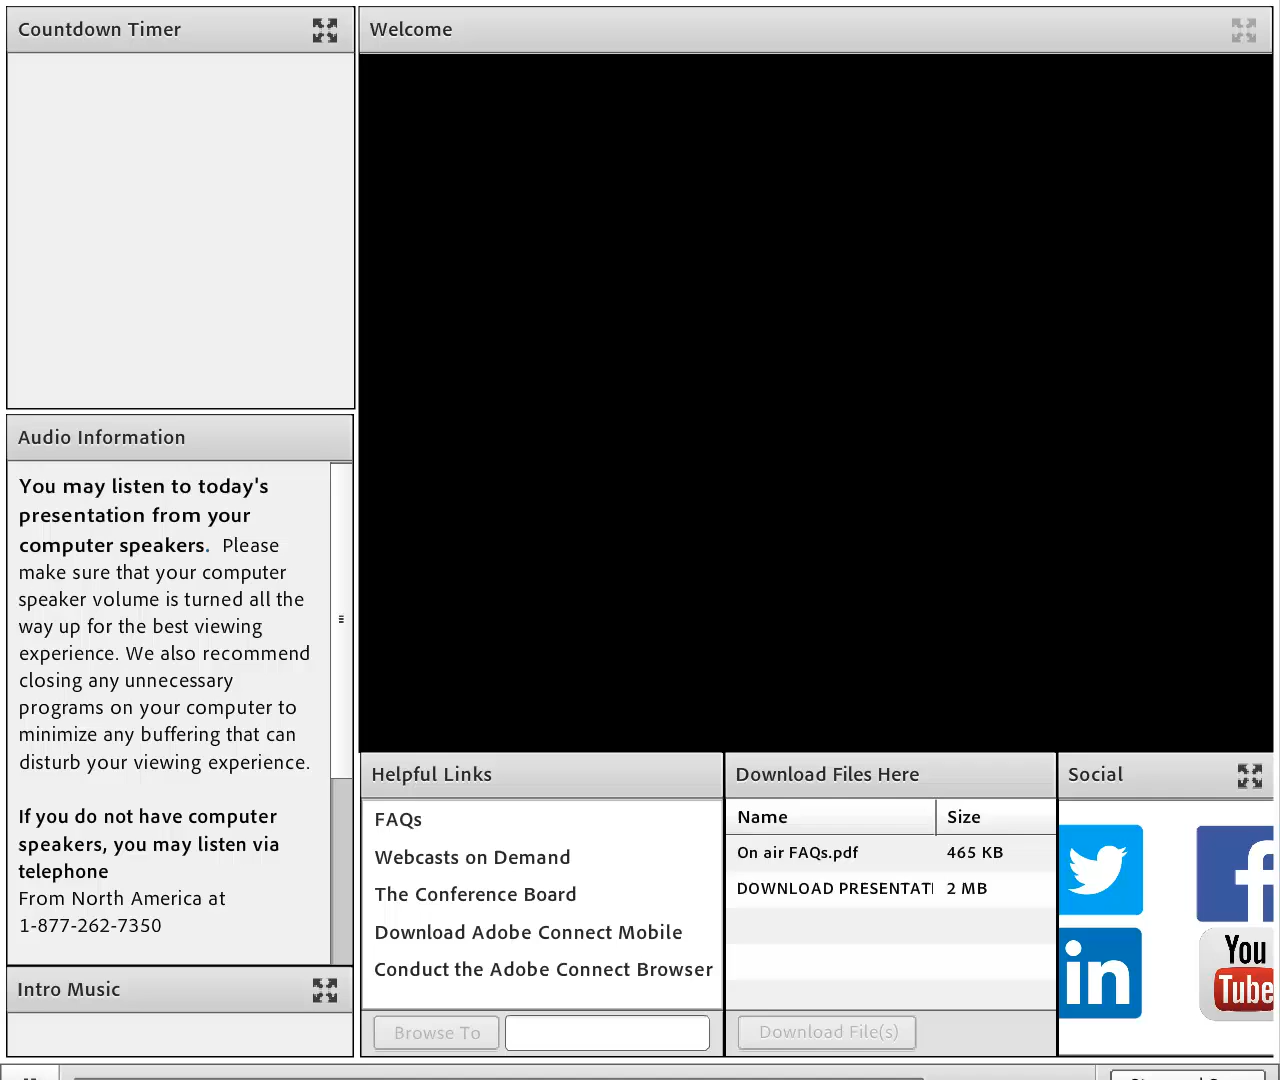 Countdown Timer
Welcome
Audio Information
You may listen to today's
presentation from your
computer speakers.  Please
make sure that your computer
speaker volume is turned all the
way up for the best viewing
experience. We also recommend
closing any unnecessary
programs on your computer to
minimize any buffering that can
disturb your viewing experience.
If you do not have computer
speakers, you may listen via
telephone
From North America at
1-877-262-7350
Intro Music
Helpful Links
FAQs
Webcasts on Demand
The Conference Board
Download Adobe Connect Mobile
Conduct the Adobe Connect Browser
Browse To
Download Files Here
Name Size
On air FAQs.pdf 465 KB
DOWNLOAD PRESENTATI 2 MB
Download File(s)
Social
in
You
Tube